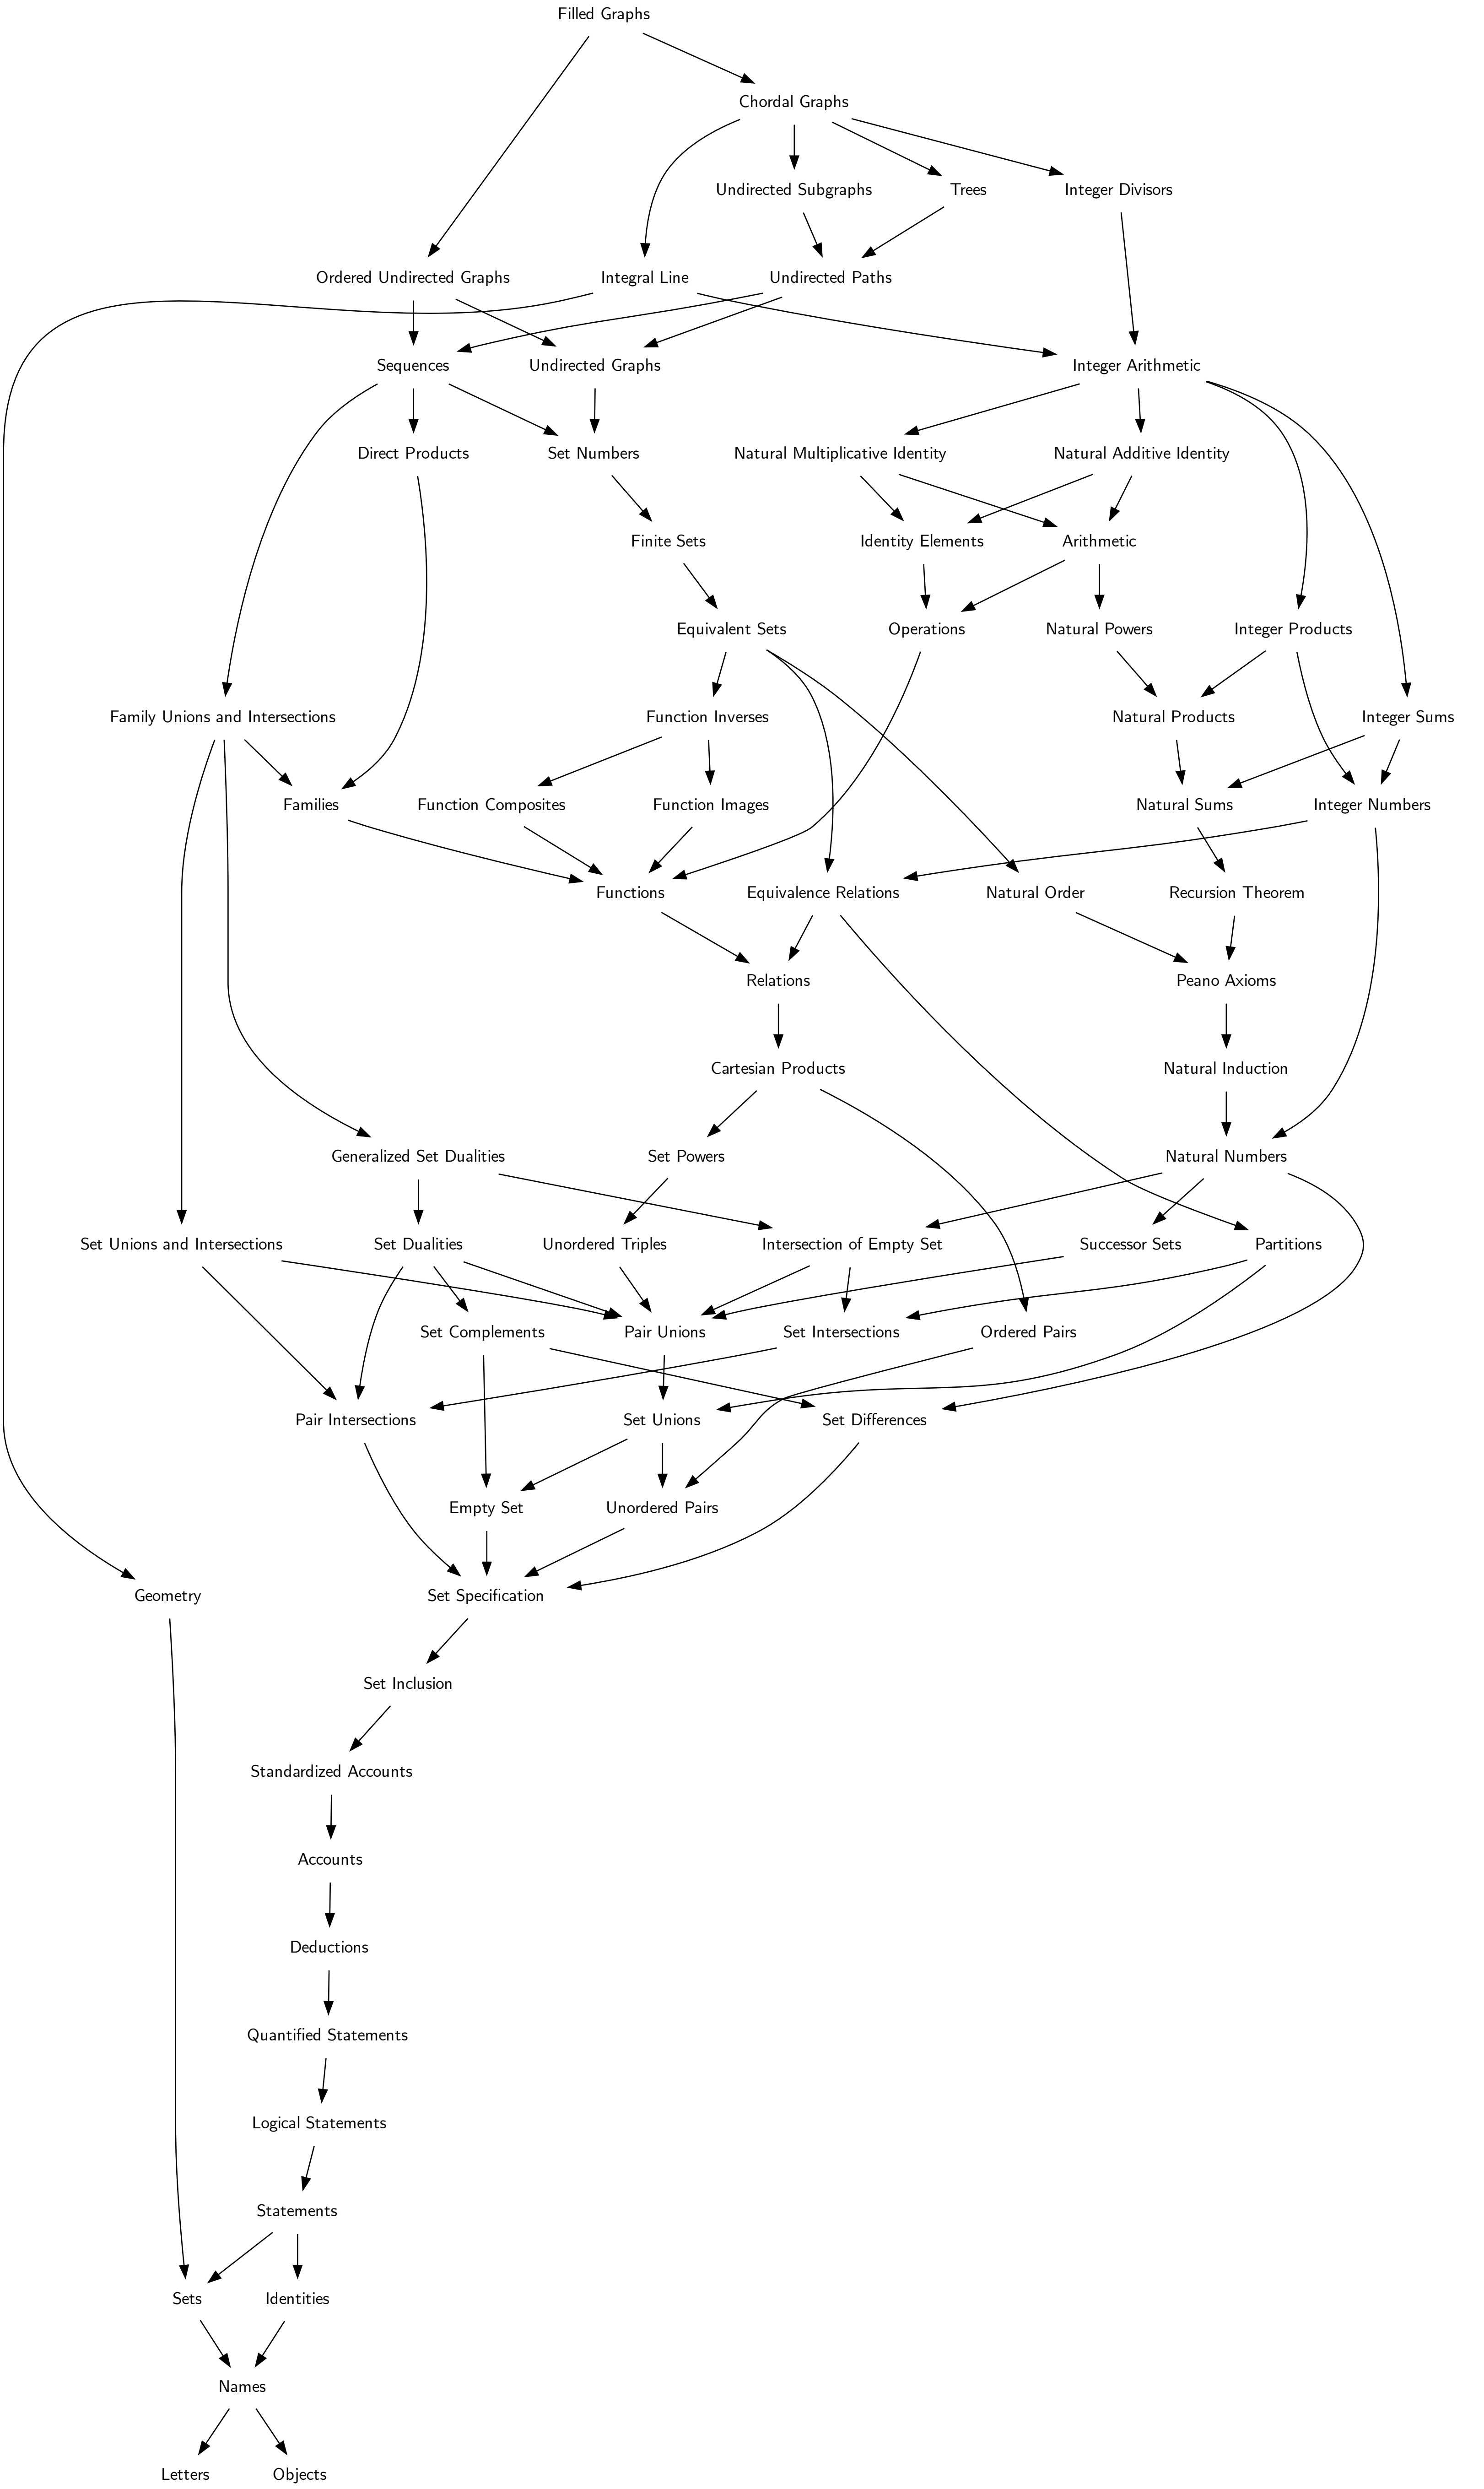 Filled Graphs
Chordal Graphs
Undirected Subgraphs
Trees
Integer Divisors
Ordered Undirected Graphs
Integral Line
Undirected Paths
Sequences
Undirected Graphs
Integer Arithmetic
Direct Products
Set Numbers
Natural Multiplicative Identity
Natural Additive Identity
Finite Sets
Identity Elements
Arithmetic
Equivalent Sets
Operations
Natural Powers
Integer Products
Family Unions and Intersections
Function Inverses
Natural Products
Integer Sums
Families
Function Composites
Function Images
Natural Sums
Integer Numbers
Functions
Equivalence Relations
Natural Order
Recursion Theorem
Relations
Peano Axioms
Cartesian Products
Natural Induction
Generalized Set Dualities
Set Powers
Natural Numbers
Set Unions and Intersections
Set Dualities
Unordered Triples
Intersection of Empty Set
Successor Sets
Partitions
Set Complements
Pair Unions
Set Intersections
Ordered Pairs
Pair Intersections
Set Unions
Set Differences
Empty Set
Unordered Pairs
Geometry
Set Specification
Set Inclusion
Standardized Accounts
Accounts
Deductions
Quantified Statements
Logical Statements
Statements
Sets
Identities
Names
Letters
Objects